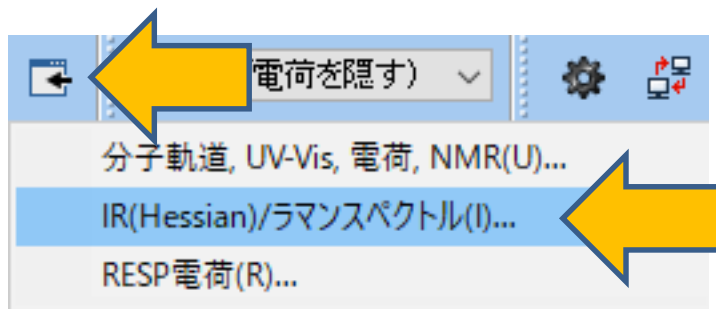 電荷を隠す)
分子軌道, UV-Vis, 電荷, NMR(U)...
IR(Hessian)/ラマンスペクトル(I)...
RESP電荷(R)...